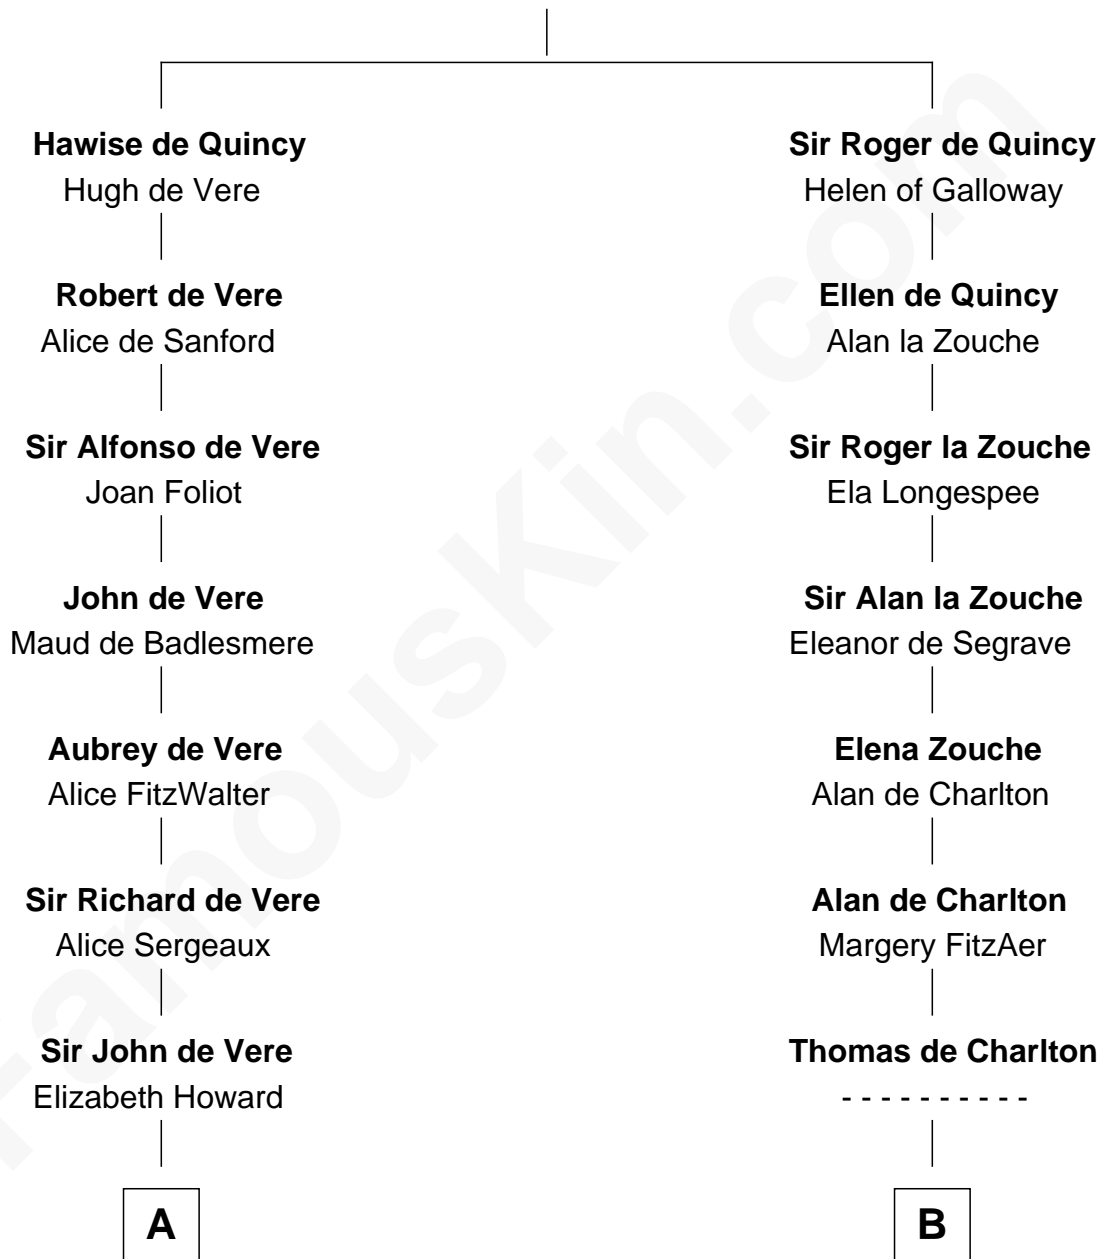 Hawise de Quincy
Hugh de Vere
Robert de Vere
Alice de Sanford
Sir Alfonso de Vere
Joan Foliot
John de Vere
Maud de Badlesmere
Aubrey de Vere
Alice FitzWalter
Sir Richard de Vere
Alice Sergeaux
Sir John de Vere
Elizabeth Howard
A
Sir Roger de Quincy
Helen of Galloway
Ellen de Quincy
Alan la Zouche
Sir Roger la Zouche
Ela Longespee
Sir Alan la Zouche
Eleanor de Segrave
Elena Zouche
Alan de Charlton
Alan de Charlton
Margery FitzAer
Thomas de Charlton
- - - - - - - - - -
B
FamousKin.com